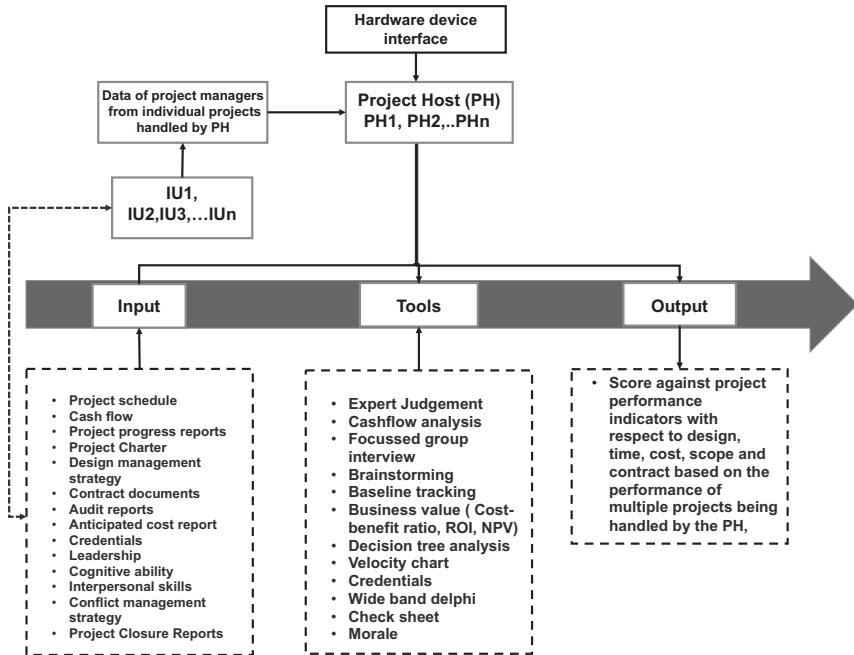 Hardware device
interface
Data of project managers
from individual projects
handled by PH
Project Host (PH)
PH1, PH2,..PHn
IU1,
IU2,IU3,...IUn
Input
Tools
Output
• Project schedule
• Cash flow
• Project progress reports
• Project Charter
• Design management
strategy
• Contract documents
• Audit reports
• Anticipated cost report
• Credentials
• Leadership
• Cognitive ability
• Interpersonal skills
• Conflict management
strategy
• Project Closure Reports
• Expert Judgement
• Cashflow analysis
• Focussed group
interview
• Brainstorming
• Baseline tracking
• Business value ( Cost-
benefit ratio, ROI, NPV)
• Decision tree analysis
• Velocity chart
• Credentials
• Wide band delphi
• Check sheet
• Morale
• Score against project
performance
indicators with
respect to design,
time, cost, scope and
contract based on the
performance of
multiple projects being
handled by the PH,